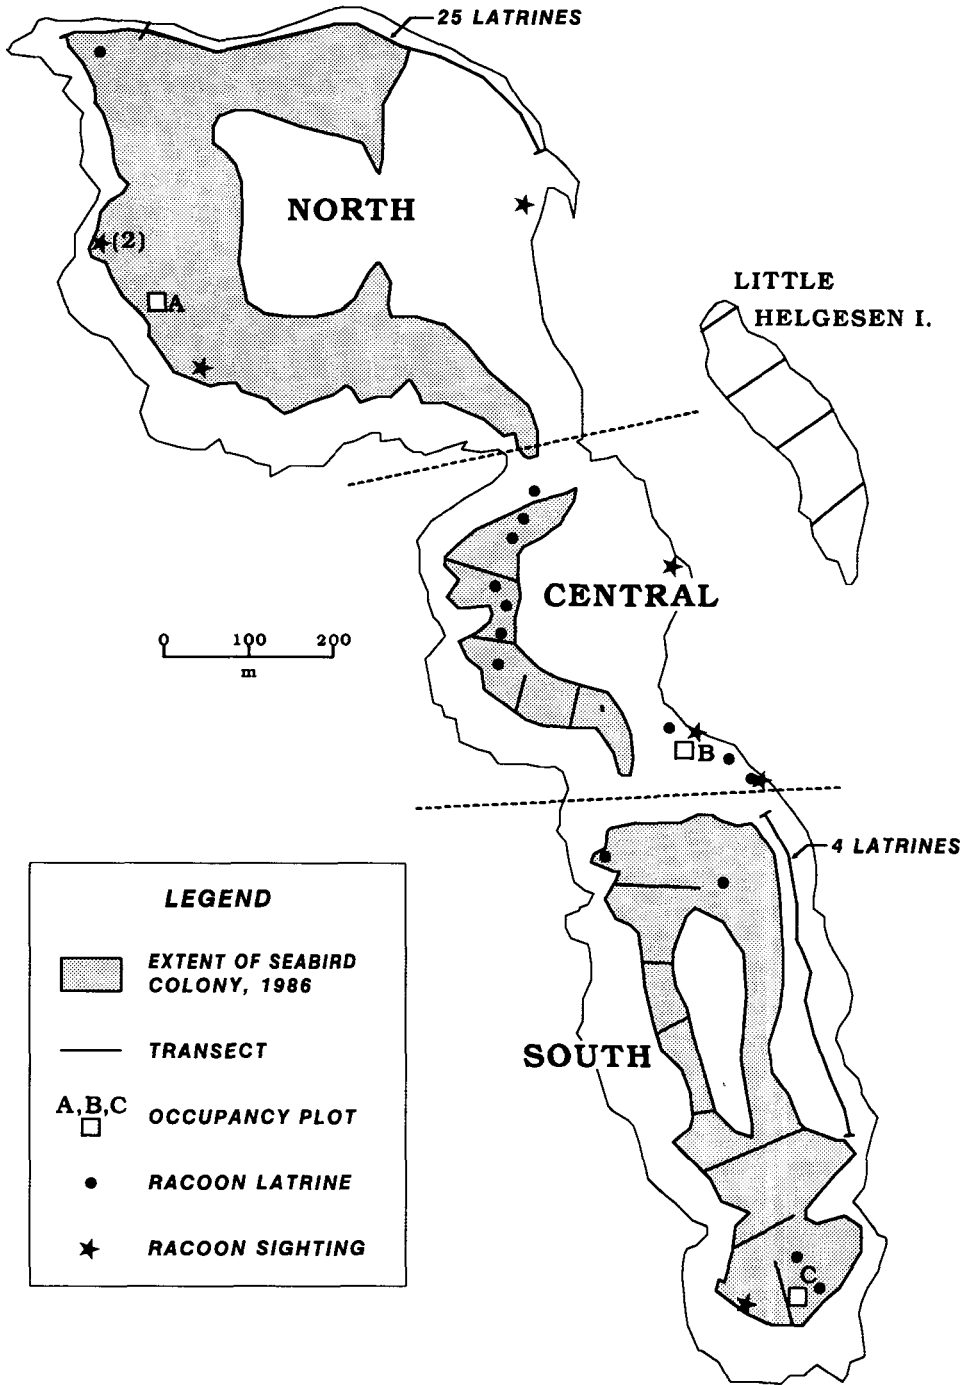 25 LATRINES
NORTH
(2)
A
LITTLE
HELGESEN I.
CENTRAL
0 100 200
m
B
4 LATRINES
LEGEND
EXTENT OF SEABIRD
COLONY, 1986
TRANSECT
A,B,C
OCCUPANCY PLOT
RACOON LATRINE
RACOON SIGHTING
SOUTH
C